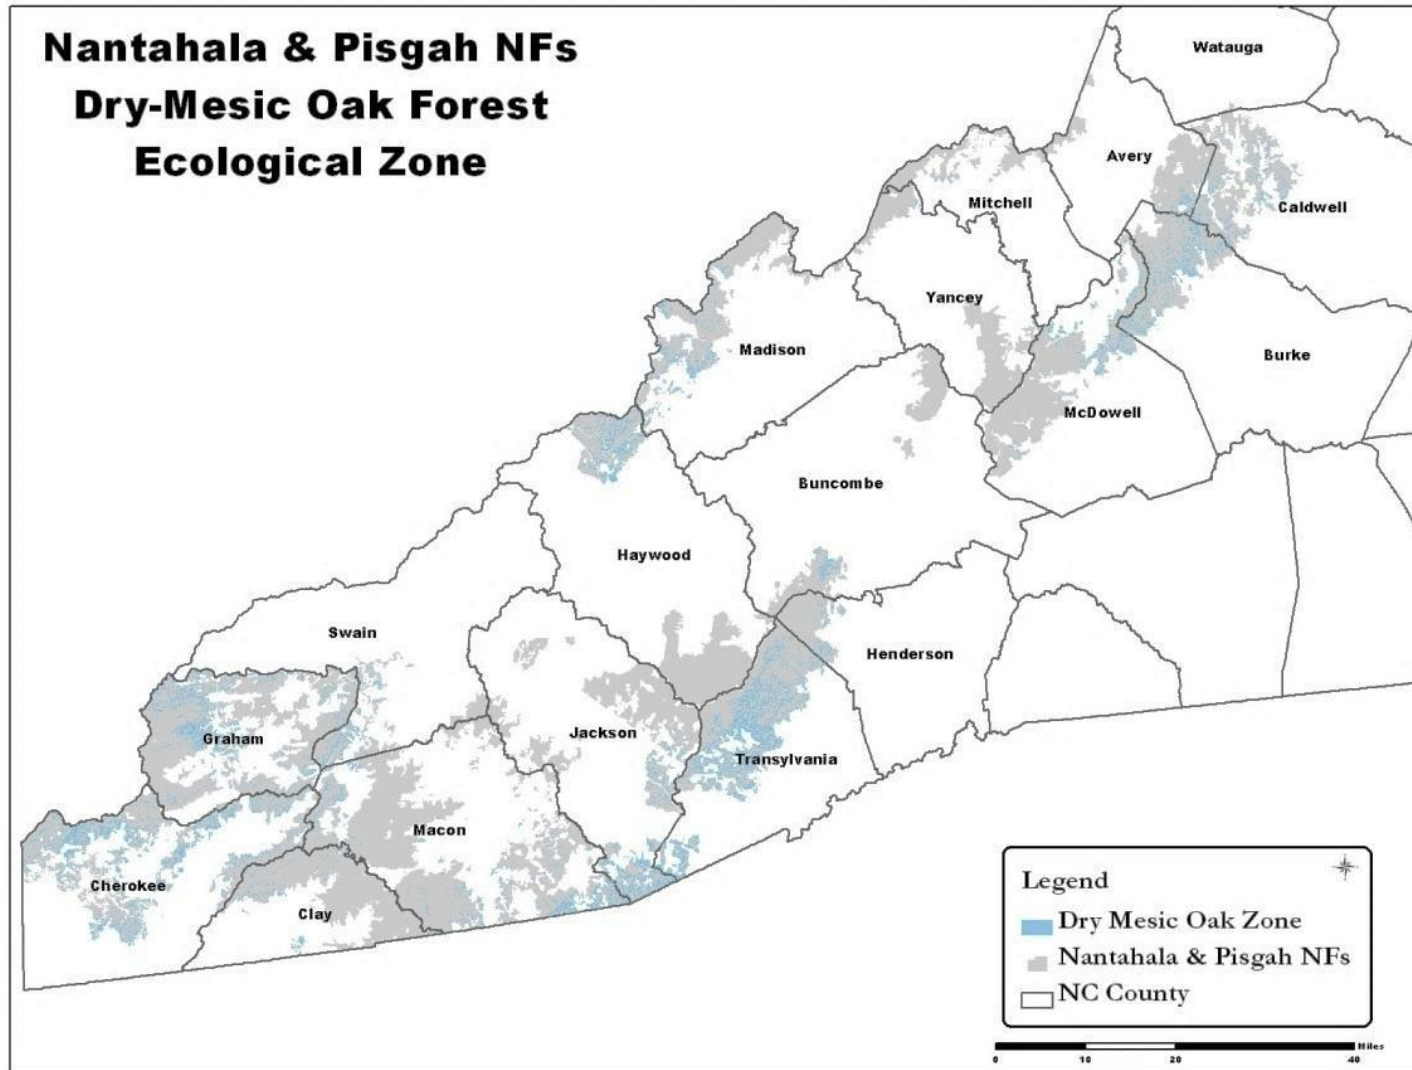 Nantahala & Pisgah NFs
Dry-Mesic Oak Forest
Ecological Zone
Watauga
Avery
Mitchell
Caldwell
Yancey
Madison
Burke
McDowell
Buncombe
Haywood
Swain
Henderson
Jackson
Graham
Transylvania
Macon
Cherokee
Clay
Legend
Dry Mesic Oak Zone
Nantahala & Pisgah NFs
NC County
Miles
0 10 20 40